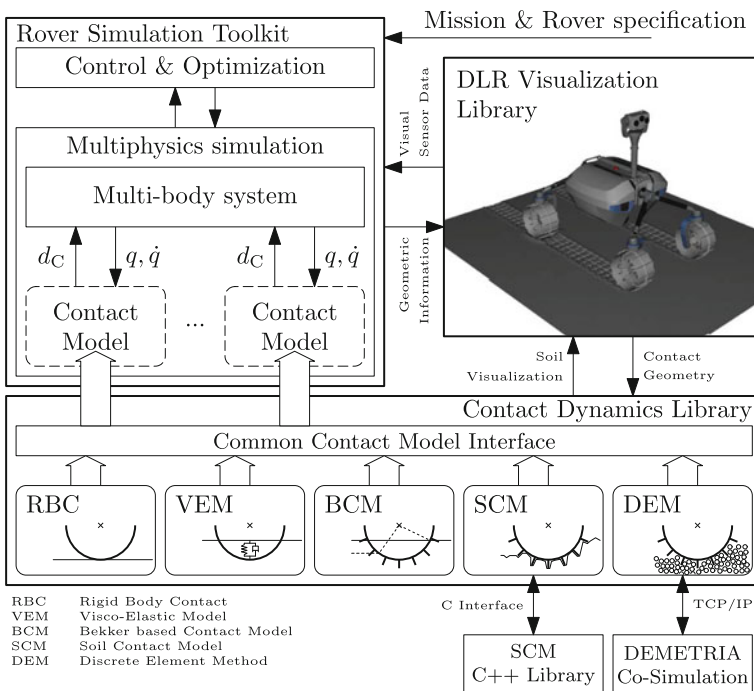 Mission & Rover specification
Rover Simulation Toolkit
Control & Optimization
Multiphysics simulation
Multi-body system
d_C
q, q̇
d_C
q, q̇
Contact
Model
...
Contact
Model
Visual
Sensor Data
Geometric
Information
DLR Visualization
Library
Soil
Visualization
Contact
Geometry
Contact Dynamics Library
Common Contact Model Interface
RBC
VEM
BCM
SCM
DEM
RBC Rigid Body Contact
VEM Visco-Elastic Model
BCM Bekker based Contact Model
SCM Soil Contact Model
DEM Discrete Element Method
C Interface
TCP/IP
SCM
C++ Library
DEMETRIA
Co-Simulation